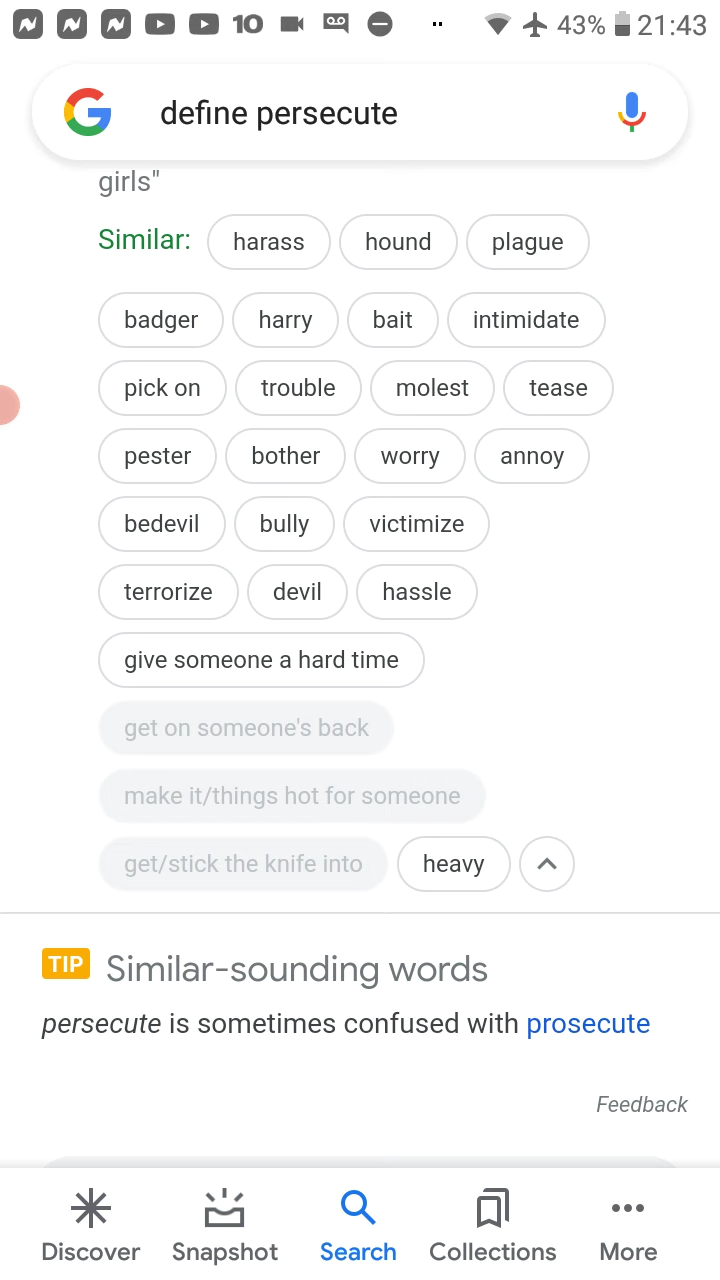 10 43% 21:43
define persecute
girls"
Similar: harass hound plague
badger harry bait intimidate
pick on trouble molest tease
pester bother worry annoy
bedevil bully victimize
terrorize devil hassle
give someone a hard time
get on someone's back
make it/things hot for someone
get/stick the knife into heavy
TIP Similar-sounding words
persecute is sometimes confused with prosecute
Feedback
Discover Snapshot Search Collections More